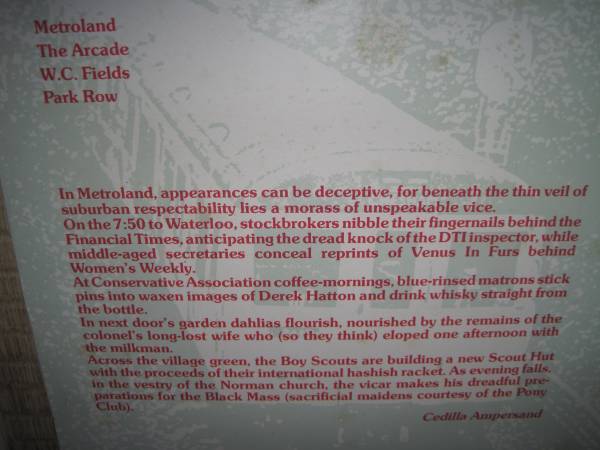 Metroland
The Arcade
W.C. Fields
Park Row
In Metroland, appearances can be deceptive, for beneath the thin veil of
suburban respectability lies a morass of unspeakable vice.
On the 7:50 to Waterloo, stockbrokers nibble their fingernails behind the
Financial Times, anticipating the dread knock of the DTI inspector, while
middle-aged secretaries conceal reprints of Venus In Furs behind
Women's Weekly.
At Conservative Association coffee-mornings, blue-rinsed matrons stick
pins into waxen images of Derek Hatton and drink whisky straight from
the bottle.
In next door's garden dahlias flourish, nourished by the remains of the
colonel's long-lost wife who (so they think) eloped one afternoon with
the milkman.
Across the village green, the Boy Scouts are building a new Scout Hut
with the proceeds of their international hashish racket. As evening falls,
in the vestry of the Norman church, the vicar makes his dreadful pre-
parations for the Black Mass (sacrificial maidens courtesy of the Pony
Club).
Cedilla Ampersand